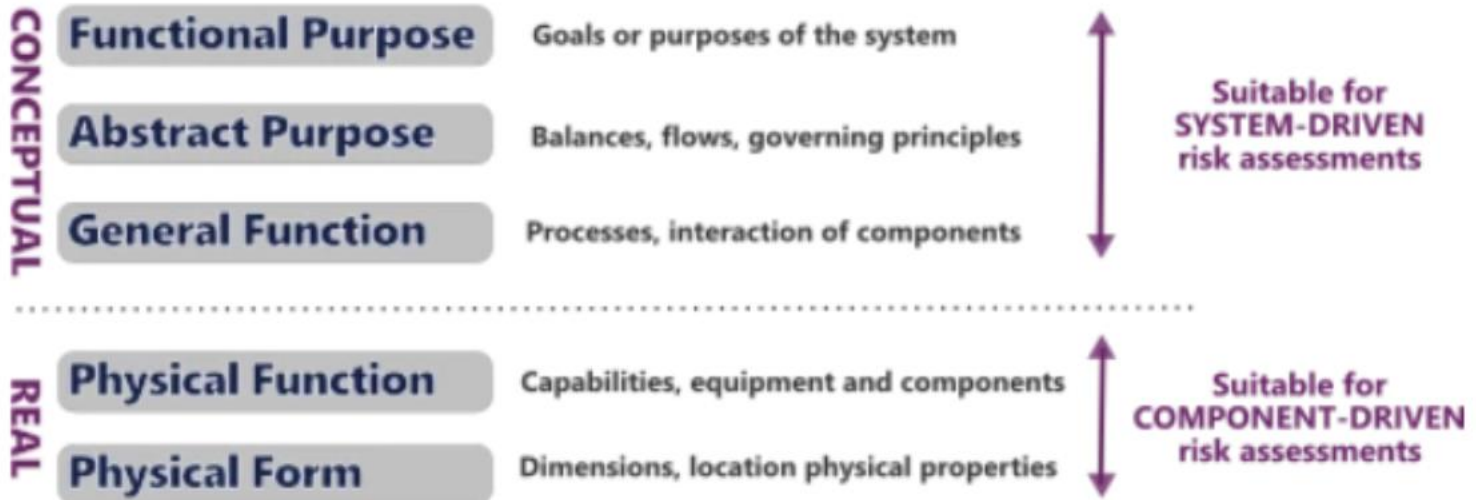 CONCEPTUAL
Functional Purpose
Goals or purposes of the system
Abstract Purpose
Balances, flows, governing principles
General Function
Processes, interaction of components
Suitable for
SYSTEM-DRIVEN
risk assessments
REAL
Physical Function
Capabilities, equipment and components
Physical Form
Dimensions, location physical properties
Suitable for
COMPONENT-DRIVEN
risk assessments